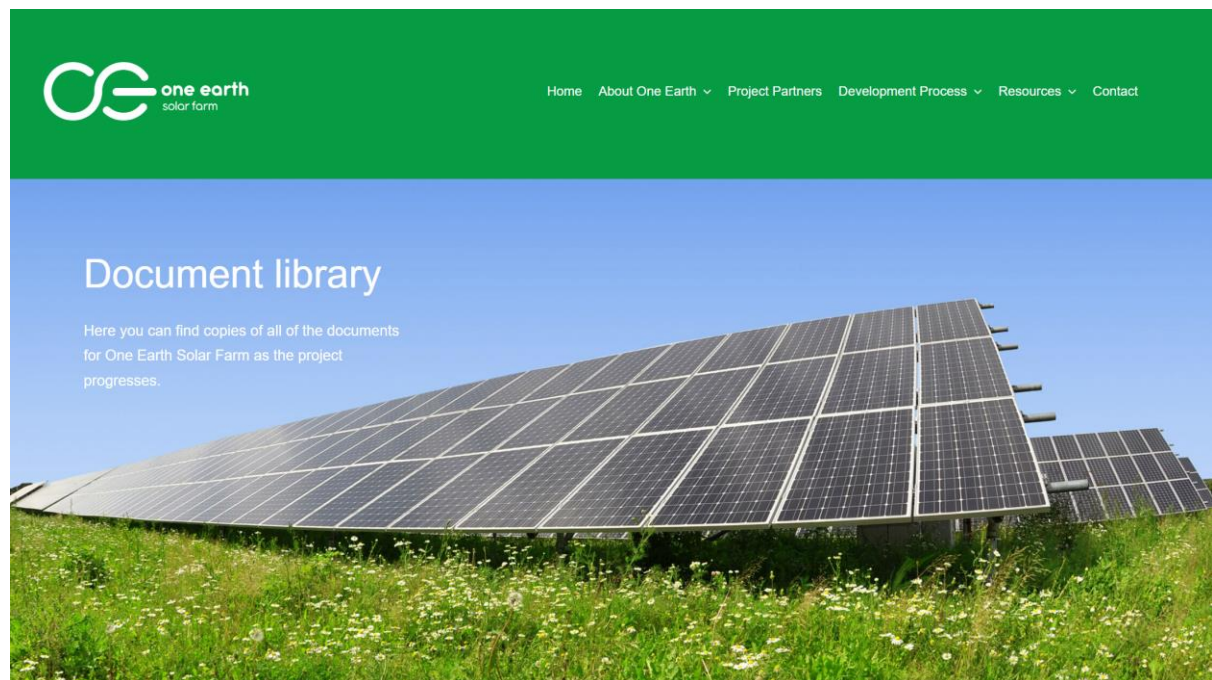 one earth
solar farm
Home About One Earth Project Partners Development Process Resources Contact
Document library
Here you can find copies of all of the documents
for One Earth Solar Farm as the project
progresses.